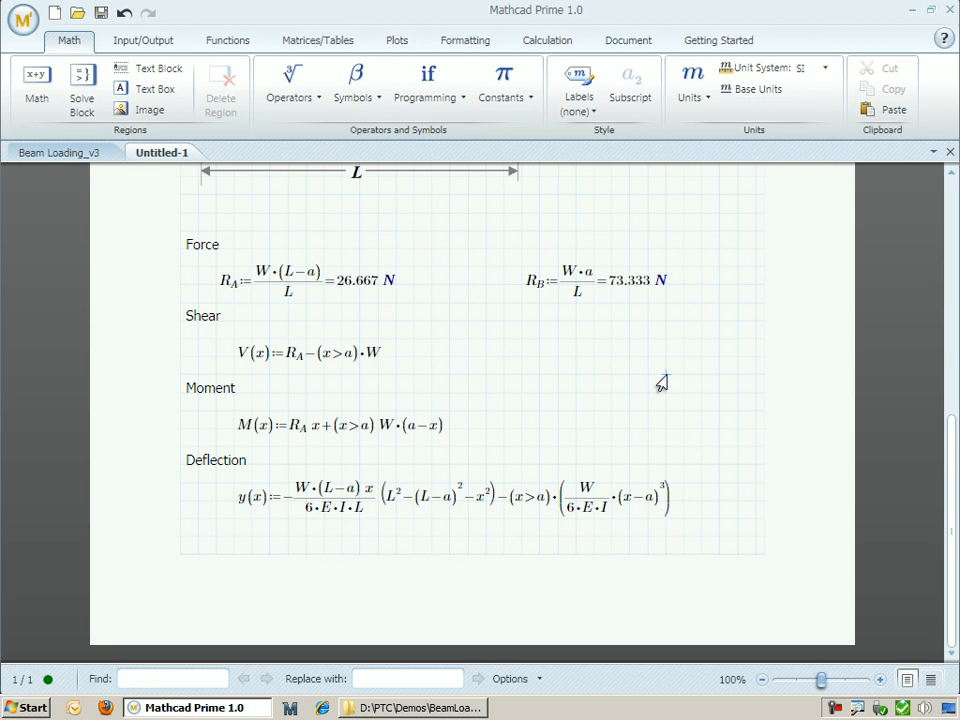 Mathcad Prime 1.0
Math Input/Output Functions Matrices/Tables Plots Formatting Calculation Document Getting Started
x+y Math
Solve Block
Text Block
A Text Box
Image
Delete Region
Regions
Operators
β Symbols
if Programming
π Constants
Operators and Symbols
Labels (none)
a₂ Subscript
Style
m Units
Unit System: SI
m Base Units
Units
Cut
Copy
Paste
Clipboard
Beam Loading_v3 Untitled-1
L
Force
R_A:=W·(L−a)/L=26.667 N R_B:=W·a/L=73.333 N
Shear
V(x):=R_A−(x>a)·W
Moment
M(x):=R_A x+(x>a) W·(a−x)
Deflection
y(x):=−W·(L−a) x/6·E·I·L (L²−(L−a)²−x²)−(x>a)·(W/6·E·I·(x−a)³)
1 / 1 Find: Replace with: Options 100%
Start Mathcad Prime 1.0 D:\PTC\Demos\BeamLoa...